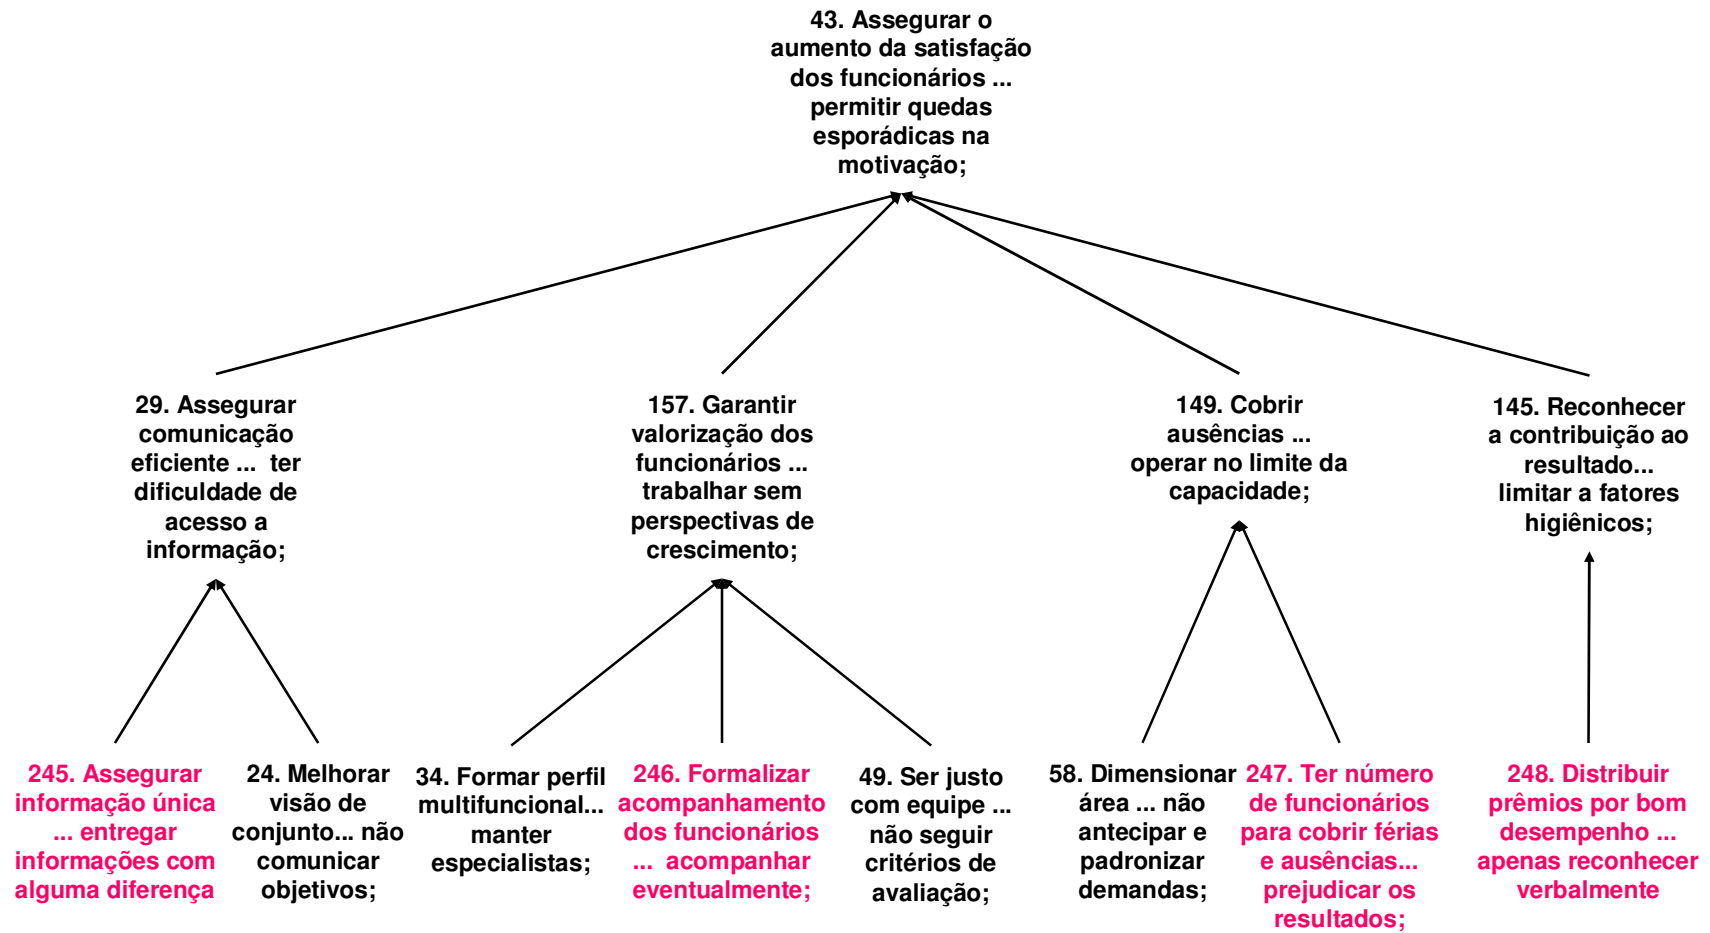 43. Assegurar o
aumento da satisfação
dos funcionários ...
permitir quedas
esporádicas na
motivação;
29. Assegurar
comunicação
eficiente ... ter
dificuldade de
acesso a
informação;
157. Garantir
valorização dos
funcionários ...
trabalhar sem
perspectivas de
crescimento;
149. Cobrir
ausências ...
operar no limite da
capacidade;
145. Reconhecer
a contribuição ao
resultado...
limitar a fatores
higiênicos;
245. Assegurar
informação única
... entregar
informações com
alguma diferença
24. Melhorar
visão de
conjunto... não
comunicar
objetivos;
34. Formar perfil
multifuncional...
manter
especialistas;
246. Formalizar
acompanhamento
dos funcionários
... acompanhar
eventualmente;
49. Ser justo
com equipe ...
não seguir
critérios de
avaliação;
58. Dimensionar
área ... não
antecipar e
padronizar
demandas;
247. Ter número
de funcionários
para cobrir férias
e ausências...
prejudicar os
resultados;
248. Distribuir
prêmios por bom
desempenho ...
apenas reconhecer
verbalmente